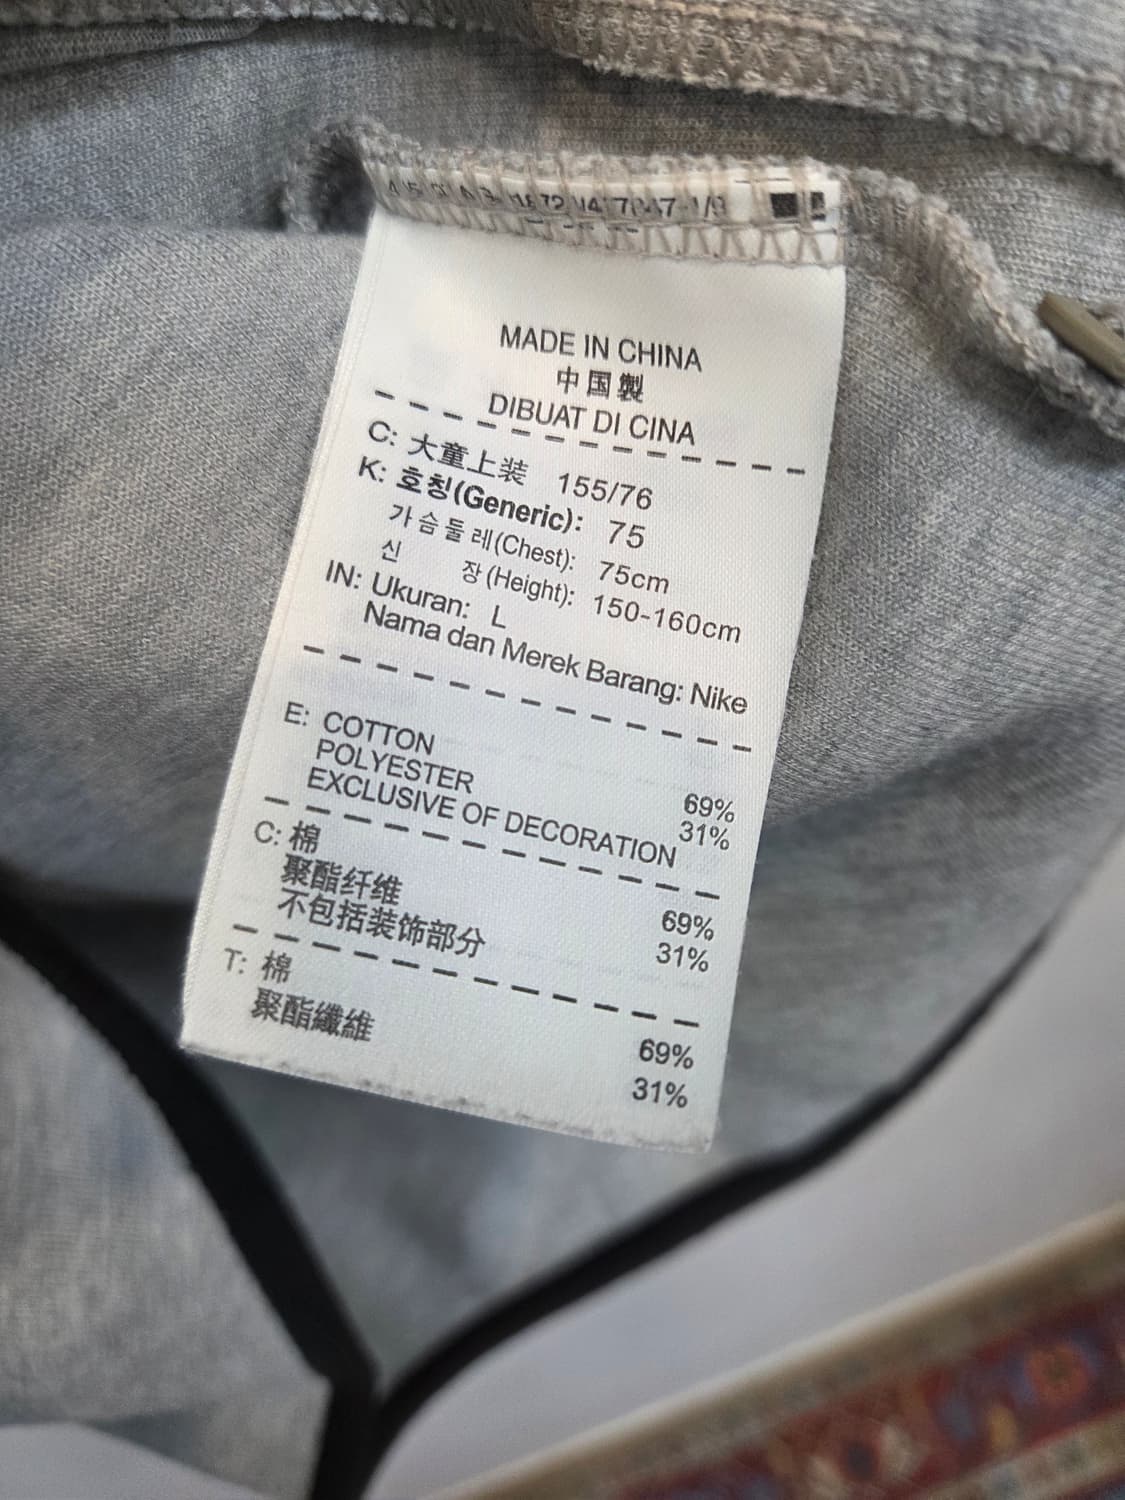 MADE IN CHINA
中国製
DIBUAT DI CINA
C: 大童上装 155/76
K: 호칭(Generic): 75
가슴둘레(Chest): 75cm
신 장(Height): 150-160cm
IN: Ukuran: L
Nama dan Merek Barang: Nike
E: COTTON 69%
POLYESTER 31%
EXCLUSIVE OF DECORATION
C: 棉 69%
聚酯纤维 31%
不包括装饰部分
T: 棉 69%
聚酯纖維 31%